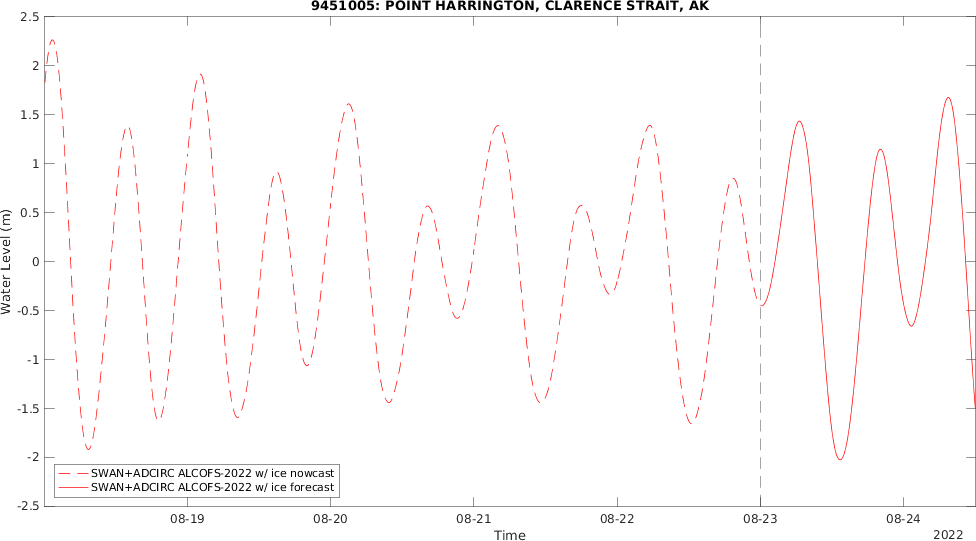 9451005: POINT HARRINGTON, CLARENCE STRAIT, AK
2.5
2
1.5
1
0.5
0
-0.5
-1
-1.5
-2
-2.5
Water Level (m)
SWAN+ADCIRC ALCOFS-2022 w/ ice nowcast
SWAN+ADCIRC ALCOFS-2022 w/ ice forecast
08-19 08-20 08-21 08-22 08-23 08-24
Time
2022